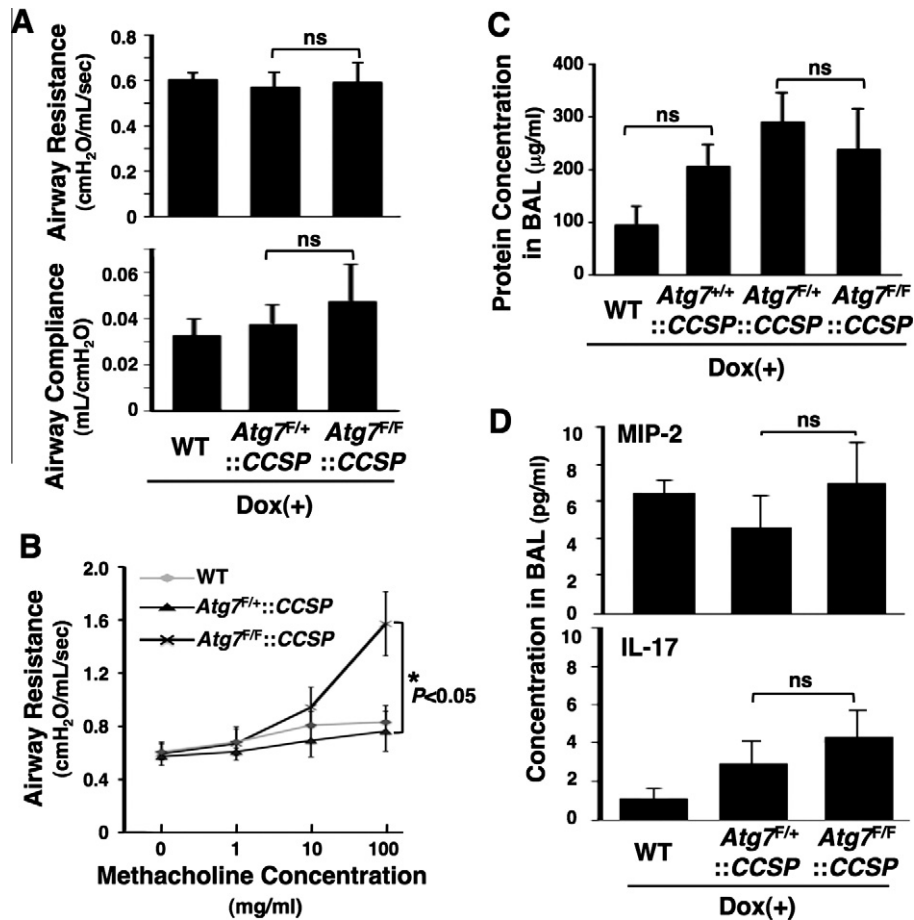 A
Airway Resistance
(cmH₂O/mL/sec)
0.8
0.6
0.4
0.2
0
ns
Airway Compliance
(mL/cmH₂O)
0.06
0.04
0.02
0
ns
WT
Atg7F/+
::CCSP
Atg7F/F
::CCSP
Dox(+)
B
Airway Resistance
(cmH₂O/mL/sec)
2.0
1.6
1.2
0.8
0.4
0
WT
Atg7F/+::CCSP
Atg7F/F::CCSP
*
P<0.05
0 1 10 100
Methacholine Concentration
(mg/ml)
C
Protein Concentration
in BAL (μg/ml)
400
300
200
100
0
ns
ns
WT
Atg7+/+
::CCSP
Atg7F/+
::CCSP
Atg7F/F
::CCSP
Dox(+)
D
Concentration in BAL (pg/ml)
MIP-2
10
8
6
4
2
0
ns
IL-17
10
8
6
4
2
0
ns
WT
Atg7F/+
::CCSP
Atg7F/F
::CCSP
Dox(+)